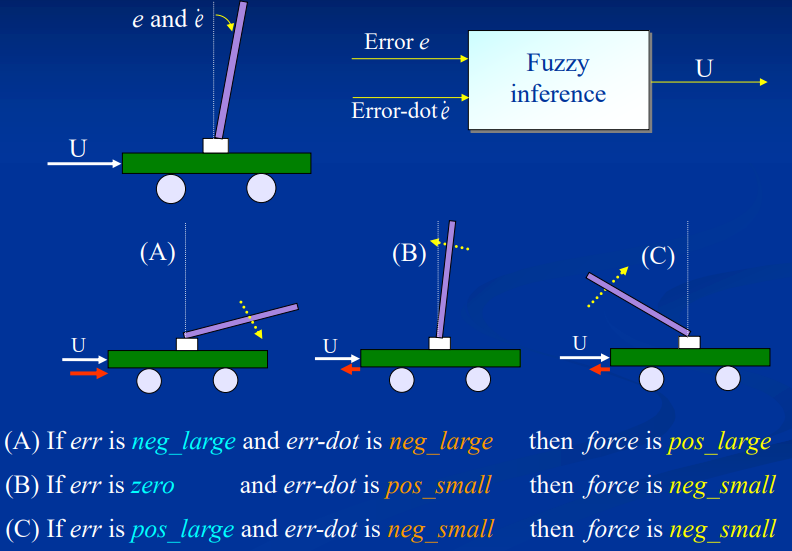 e and ė
Error e
Error-dot ė
Fuzzy
inference
U
U
(A)
(B)
(C)
U
U
U
(A) If err is neg_large and err-dot is neg_large then force is pos_large
(B) If err is zero and err-dot is pos_small then force is neg_small
(C) If err is pos_large and err-dot is neg_small then force is neg_small